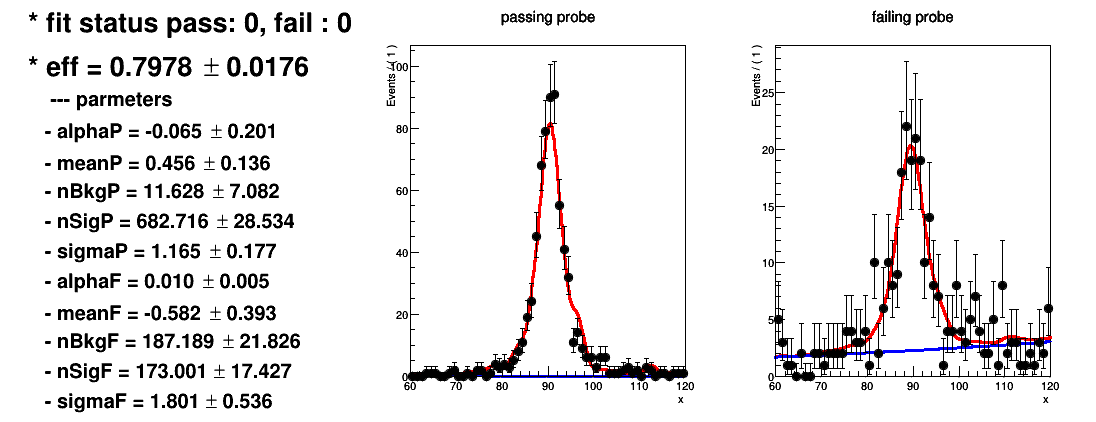 * fit status pass: 0, fail : 0
* eff = 0.7978 ± 0.0176
--- parmeters
- alphaP = -0.065 ± 0.201
- meanP = 0.456 ± 0.136
- nBkgP = 11.628 ± 7.082
- nSigP = 682.716 ± 28.534
- sigmaP = 1.165 ± 0.177
- alphaF = 0.010 ± 0.005
- meanF = -0.582 ± 0.393
- nBkgF = 187.189 ± 21.826
- nSigF = 173.001 ± 17.427
- sigmaF = 1.801 ± 0.536
passing probe
Events / ( 1 )
100
80
60
40
20
0
60 70 80 90 100 110 120
x
failing probe
Events / ( 1 )
25
20
15
10
5
0
60 70 80 90 100 110 120
x